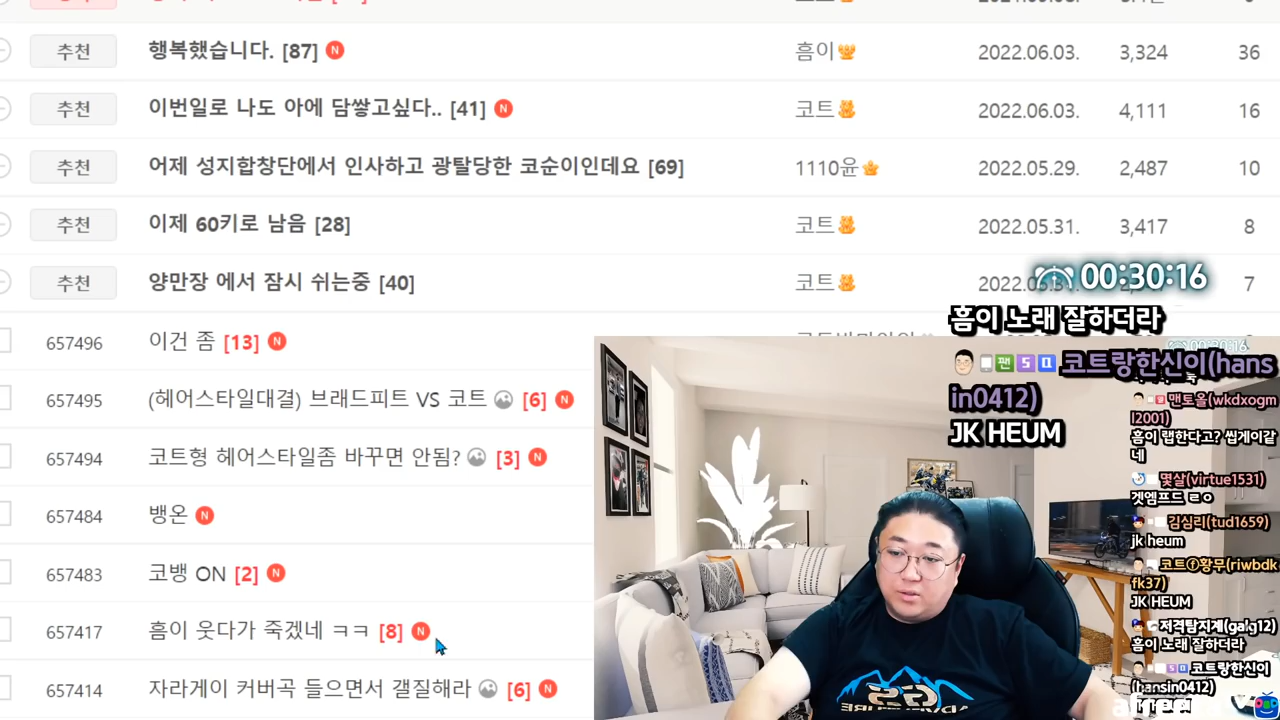 추천 행복했습니다. [87] N 흠이 2022.06.03. 3,324 36
추천 이번일로 나도 아에 담쌓고싶다.. [41] N 코트 2022.06.03. 4,111 16
추천 어제 성지합창단에서 인사하고 광탈당한 코순이인데요 [69] 1110윤 2022.05.29. 2,487 10
추천 이제 60키로 남음 [28] 코트 2022.05.31. 3,417 8
추천 양만장 에서 잠시 쉬는중 [40] 코트 7
00:30:16
657496 이건 좀 [13] N
657495 (헤어스타일대결) 브래드피트 VS 코트 [6] N
657494 코트형 헤어스타일좀 바꾸면 안됨? [3] N
657484 뱅온 N
657483 코뱅 ON [2] N
657417 흠이 웃다가 죽겠네 ㅋㅋ [8] N
657414 자라게이 커버곡 들으면서 갤질해라 [6] N
흠이 노래 잘하더라
코트랑한신이(hans
in0412)
JK HEUM
맨토올(wkdxogm
l2001)
흠이 랩한다고? 씹게이같
네
몇살(virtue1531)
겟엠프드 ㄹㅇ
김심리(tud1659)
jk heum
코트ⓕ황무(riwbdk
fk37)
JK HEUM
저격탐지계(galg12)
흠이 노래 잘하더라
코트랑한신이
(hansin0412)